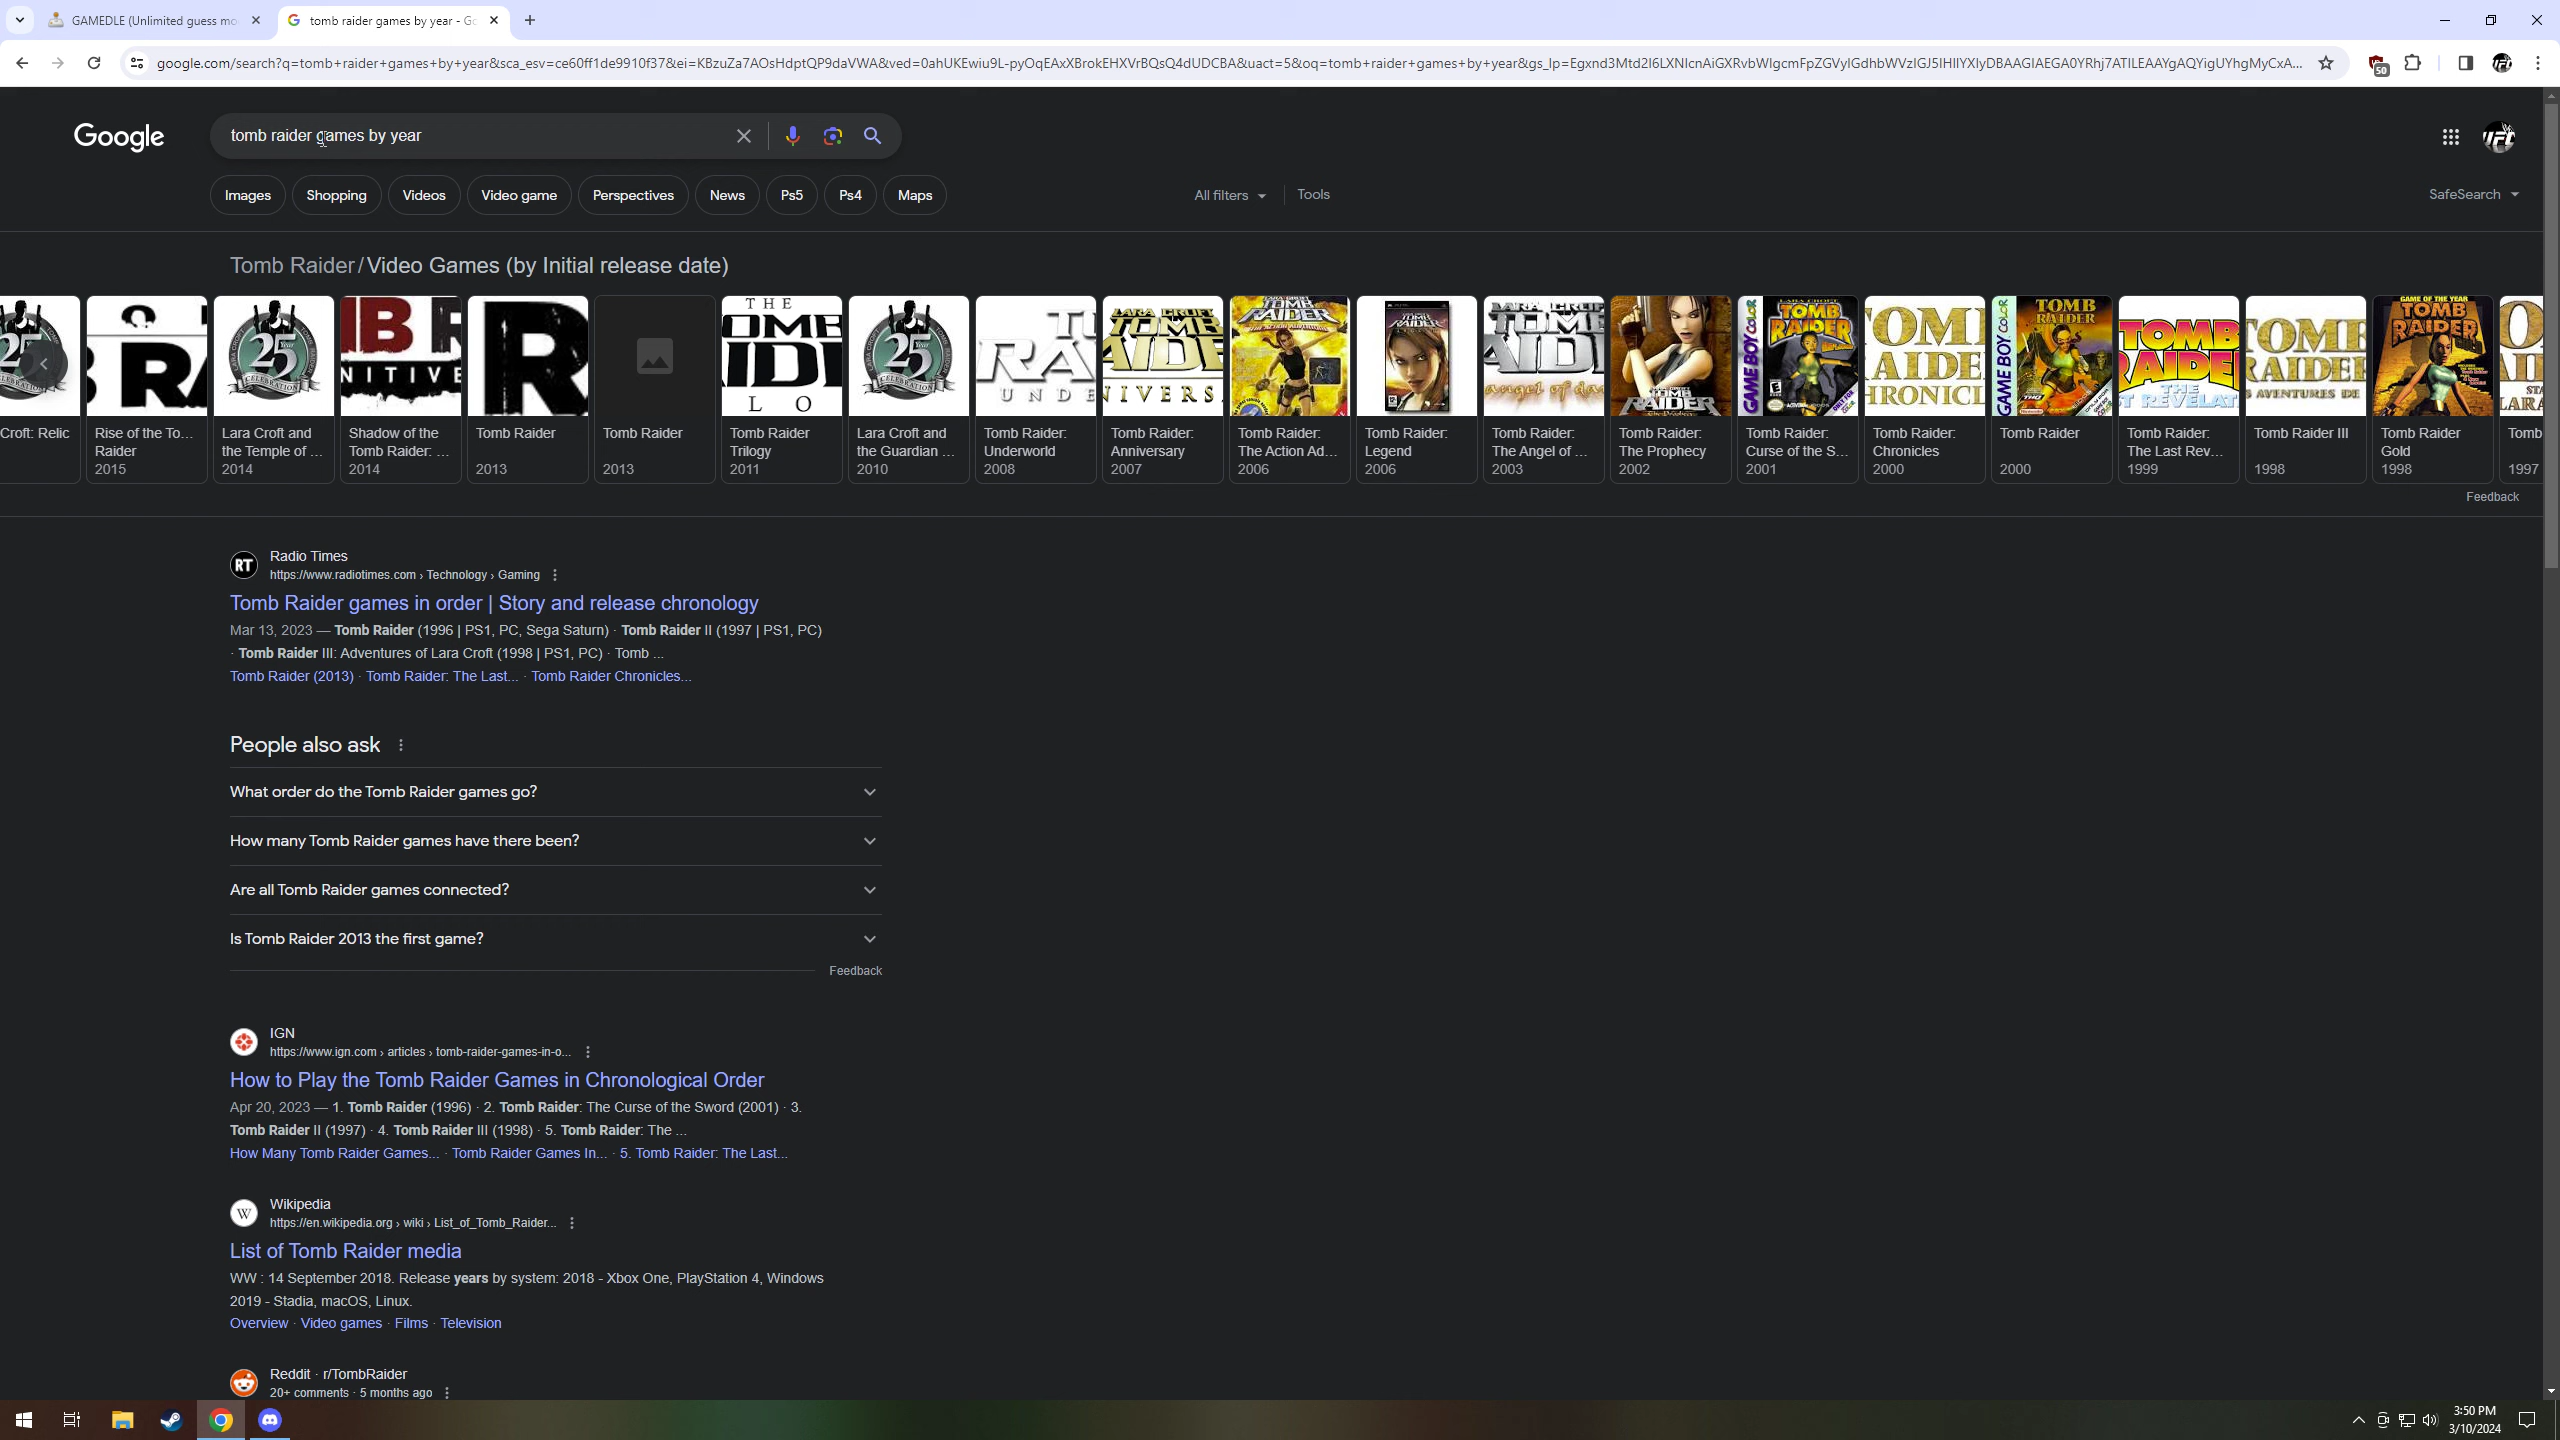 GAMEDLE (Unlimited guess mo
tomb raider games by year - Go
google.com/search?q=tomb+raider+games+by+year&sca_esv=ce60ff1de9910f37&ei=KBzuZa7AOsHdptQP9daVWA&ved=0ahUKEwiu9L-pyOqEAxXBrokEHXVrBQsQ4dUDCBA&uact=5&oq=tomb+raider+games+by+year&gs_lp=Egxnd3Mtd2l6LXNlcnAiGXRvbWIgcmFpZGVyIGdhbWVzIGJ5IHllYXIyDBAAGIAEGA0YRhj7ATILEAAYgAQYigUYhgMyCxA...
50
Google
tomb raider games by year
Images
Shopping
Videos
Video game
Perspectives
News
Ps5
Ps4
Maps
All filters
Tools
SafeSearch
Tomb Raider/Video Games (by Initial release date)
Croft: Relic
Rise of the To...
Raider
2015
Lara Croft and
the Temple of ...
2014
Shadow of the
Tomb Raider: ...
2014
Tomb Raider
2013
Tomb Raider
2013
Tomb Raider
Trilogy
2011
Lara Croft and
the Guardian ...
2010
Tomb Raider:
Underworld
2008
Tomb Raider:
Anniversary
2007
Tomb Raider:
The Action Ad...
2006
Tomb Raider:
Legend
2006
Tomb Raider:
The Angel of ...
2003
Tomb Raider:
The Prophecy
2002
Tomb Raider:
Curse of the S...
2001
Tomb Raider:
Chronicles
2000
Tomb Raider
2000
Tomb Raider:
The Last Rev...
1999
Tomb Raider III
1998
Tomb Raider
Gold
1998
Tomb
1997
Feedback
RT
Radio Times
https://www.radiotimes.com › Technology › Gaming
Tomb Raider games in order | Story and release chronology
Mar 13, 2023 — Tomb Raider (1996 | PS1, PC, Sega Saturn) · Tomb Raider II (1997 | PS1, PC)
· Tomb Raider III: Adventures of Lara Croft (1998 | PS1, PC) · Tomb ...
Tomb Raider (2013) · Tomb Raider: The Last... · Tomb Raider Chronicles...
People also ask
What order do the Tomb Raider games go?
How many Tomb Raider games have there been?
Are all Tomb Raider games connected?
Is Tomb Raider 2013 the first game?
Feedback
IGN
https://www.ign.com › articles › tomb-raider-games-in-o...
How to Play the Tomb Raider Games in Chronological Order
Apr 20, 2023 — 1. Tomb Raider (1996) · 2. Tomb Raider: The Curse of the Sword (2001) · 3.
Tomb Raider II (1997) · 4. Tomb Raider III (1998) · 5. Tomb Raider: The ...
How Many Tomb Raider Games... · Tomb Raider Games In... · 5. Tomb Raider: The Last...
W
Wikipedia
https://en.wikipedia.org › wiki › List_of_Tomb_Raider...
List of Tomb Raider media
WW : 14 September 2018. Release years by system: 2018 - Xbox One, PlayStation 4, Windows
2019 - Stadia, macOS, Linux.
Overview · Video games · Films · Television
Reddit · r/TombRaider
20+ comments · 5 months ago
3:50 PM
3/10/2024